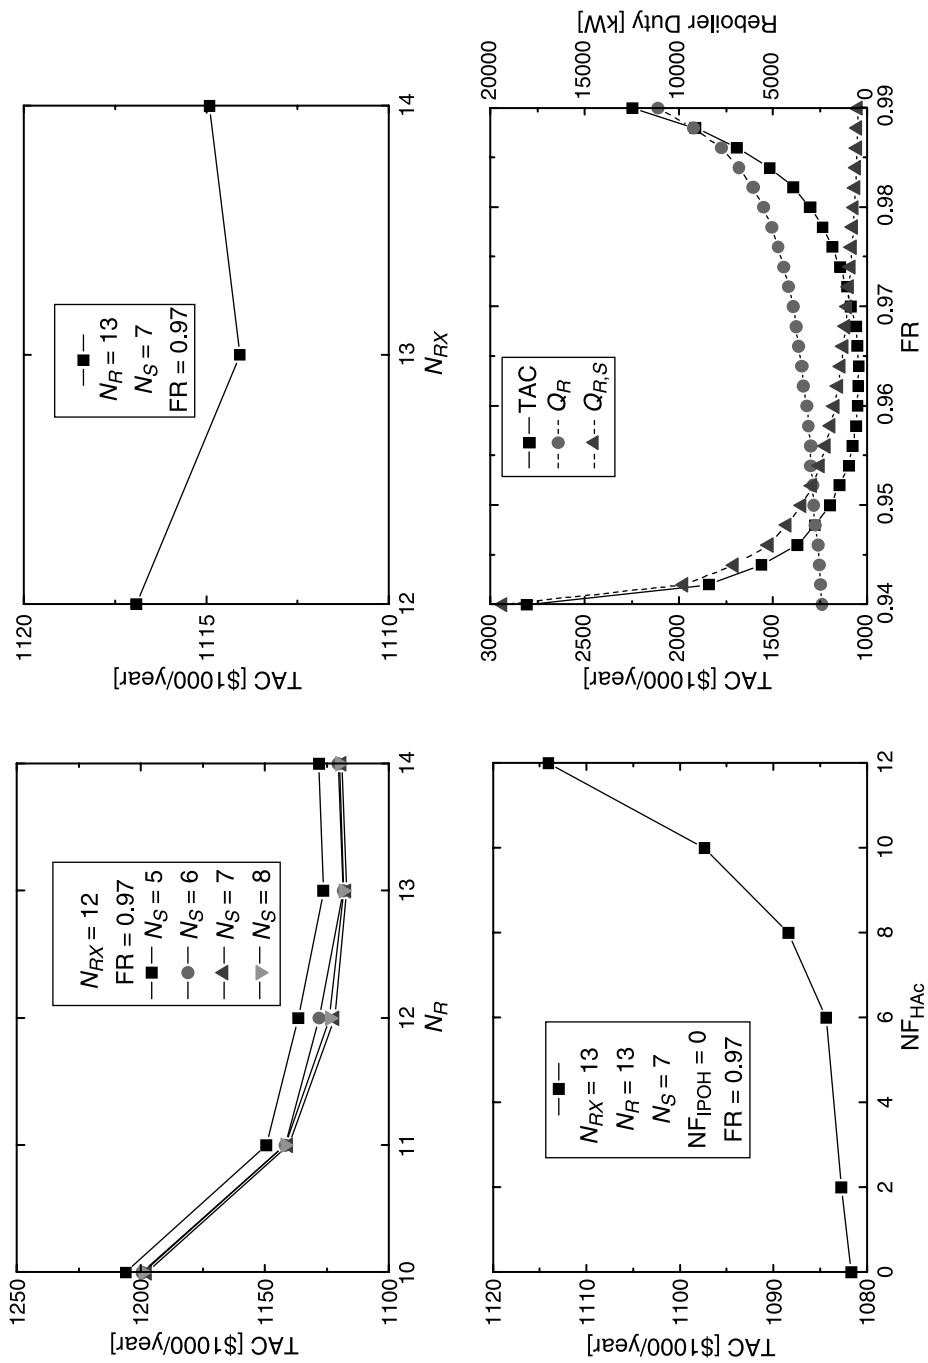 1250
1200
1150
1100
TAC [$1000/year]
10
11
12
13
14
N_R
N_RX = 12
FR = 0.97
N_S = 5
N_S = 6
N_S = 7
N_S = 8
1120
1115
1110
TAC [$1000/year]
12
13
14
N_RX
N_R = 13
N_S = 7
FR = 0.97
1120
1110
1100
1090
1080
TAC [$1000/year]
0
2
4
6
8
10
12
NF_HAc
N_RX = 13
N_R = 13
N_S = 7
NF_IPOH = 0
FR = 0.97
3000
2500
2000
1500
1000
TAC [$1000/year]
0.94
0.95
0.96
0.97
0.98
0.99
FR
TAC
Q_R
Q_R,S
20000
15000
10000
5000
0
Reboiler Duty [kW]